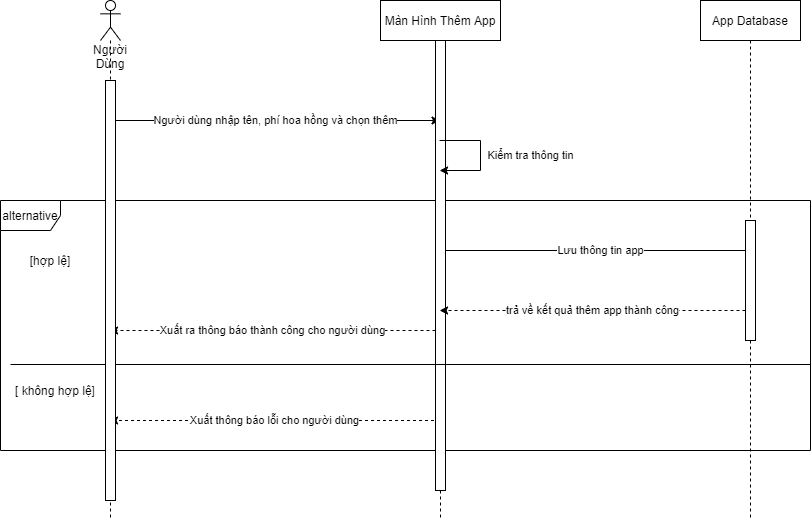 Người
Dùng
Màn Hình Thêm App
App Database
Người dùng nhập tên, phí hoa hồng và chọn thêm
Kiểm tra thông tin
alternative
[hợp lệ]
Lưu thông tin app
trả về kết quả thêm app thành công
Xuất ra thông báo thành công cho người dùng
[ không hợp lệ]
Xuất thông báo lỗi cho người dùng